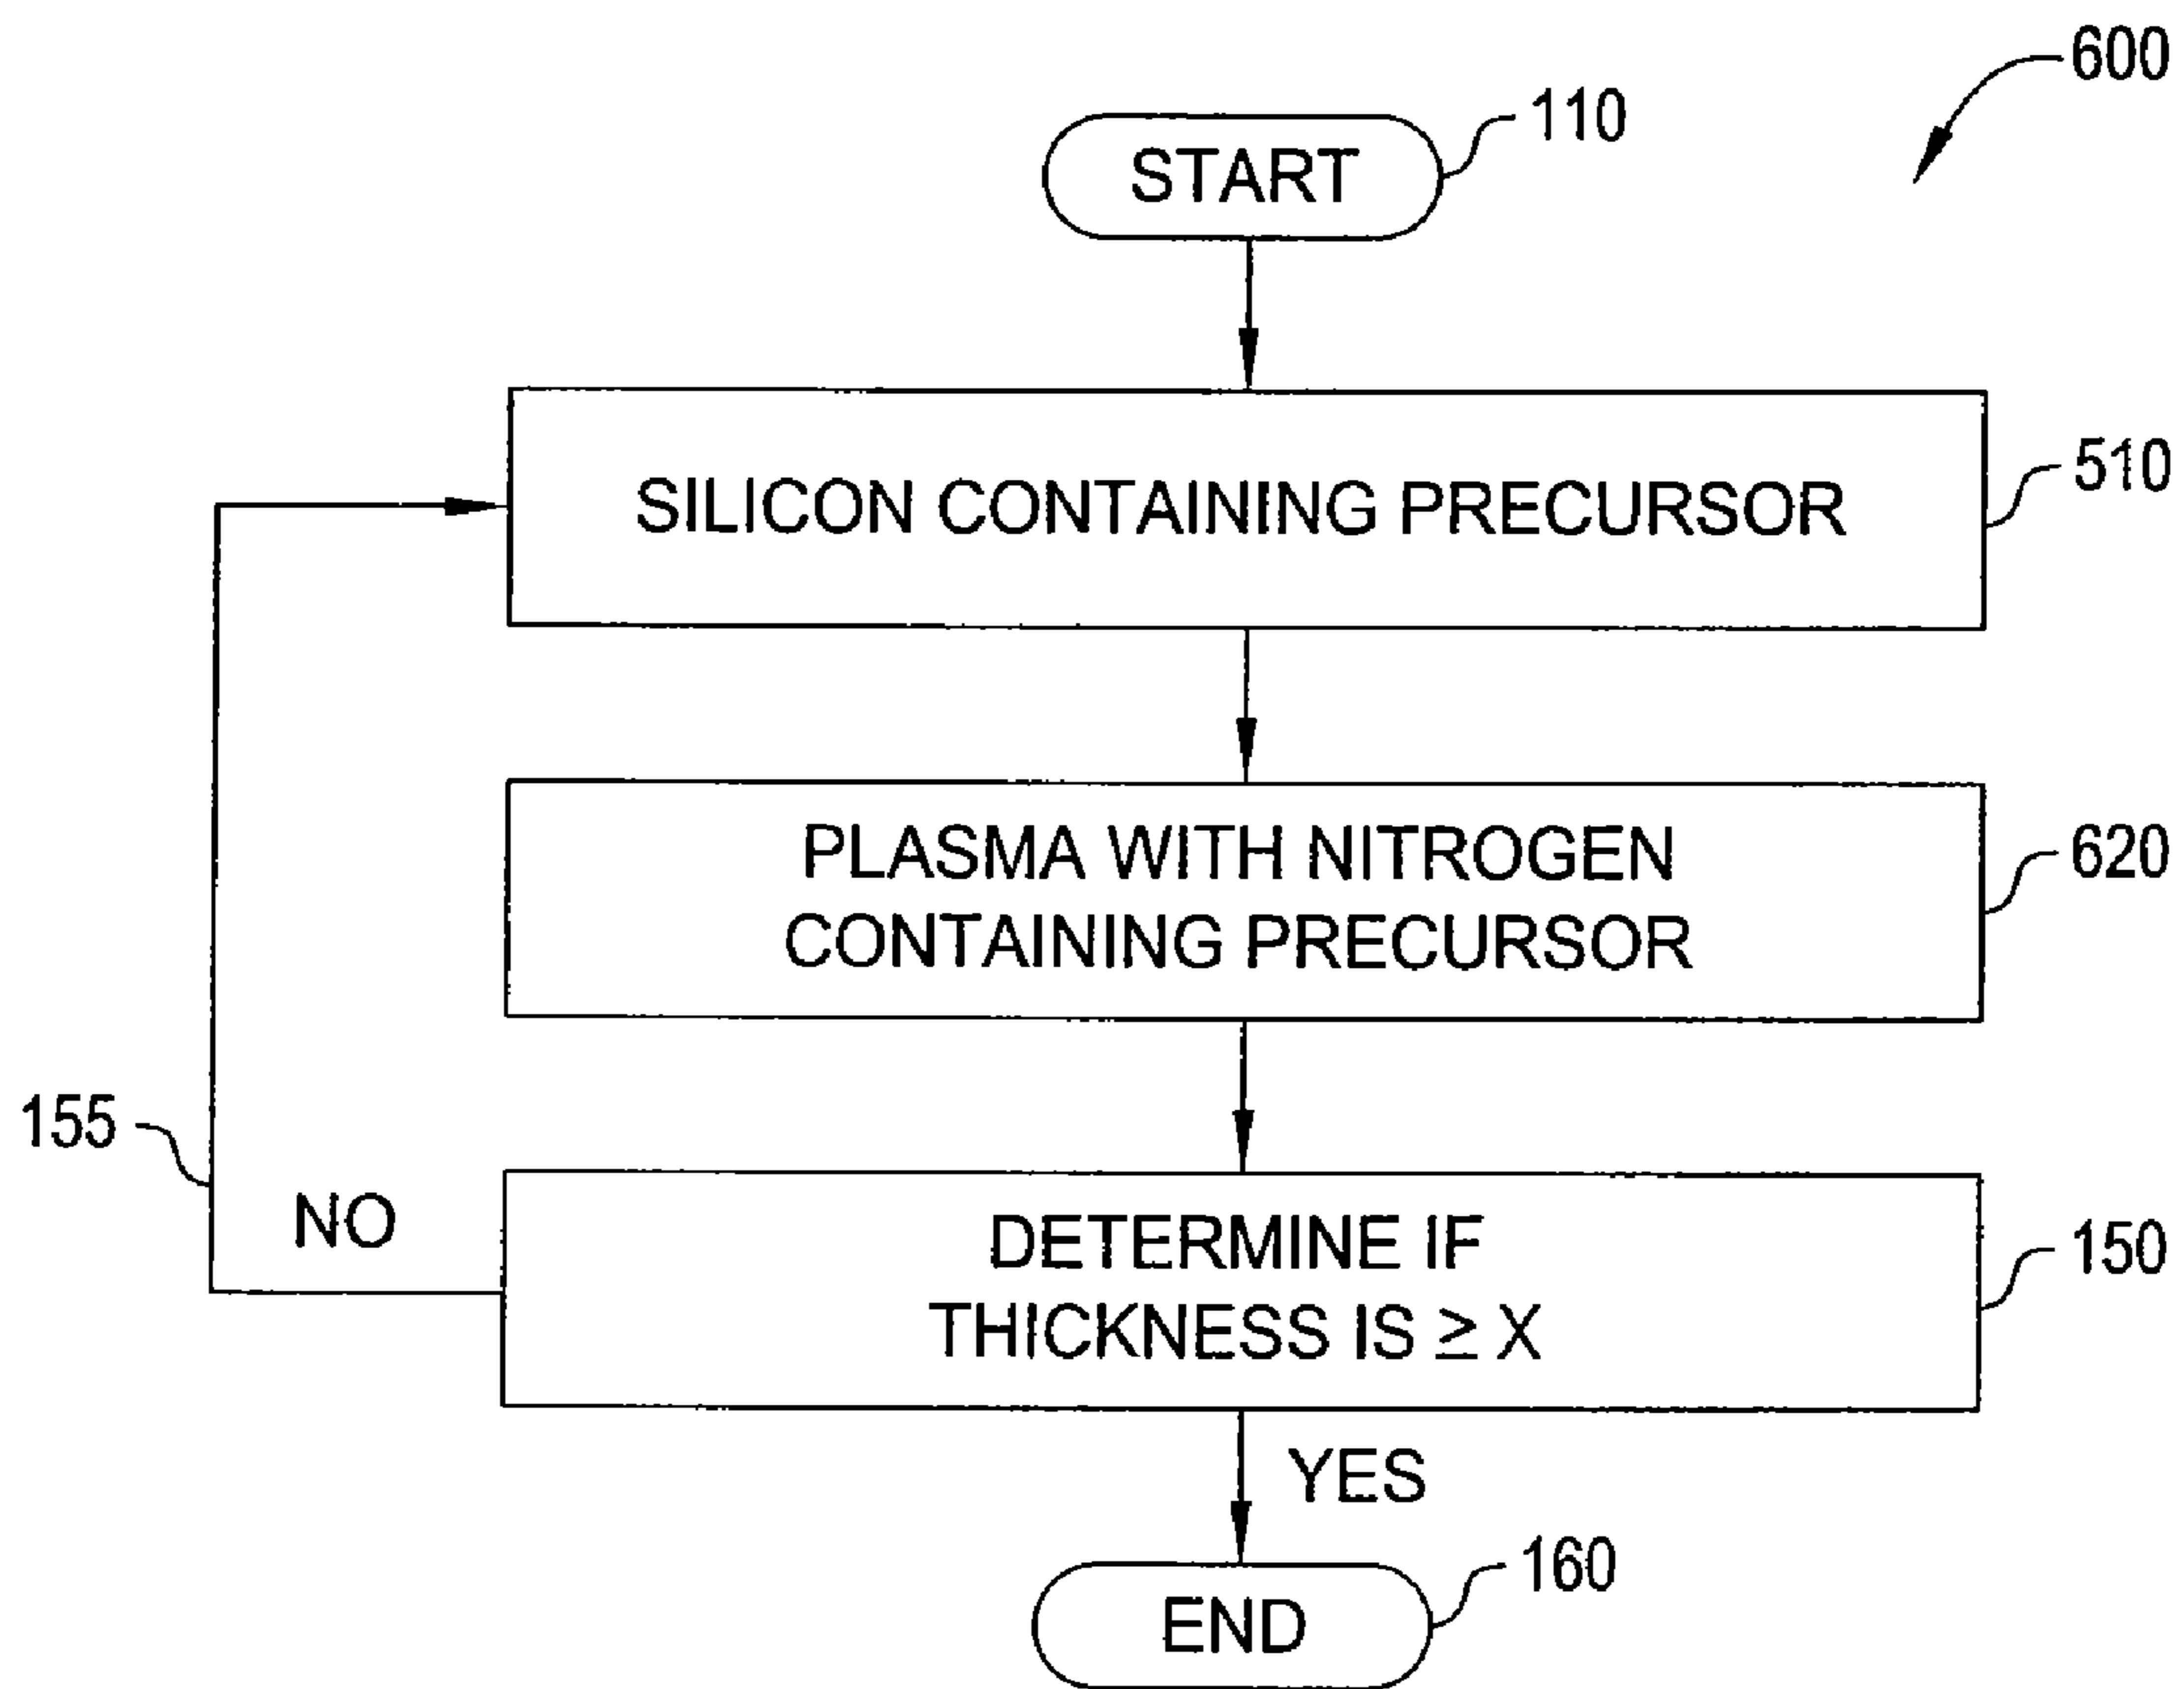 600
START
110
SILICON CONTAINING PRECURSOR
510
PLASMA WITH NITROGEN
CONTAINING PRECURSOR
620
155
NO
DETERMINE IF
THICKNESS IS ≥ X
150
YES
END
160